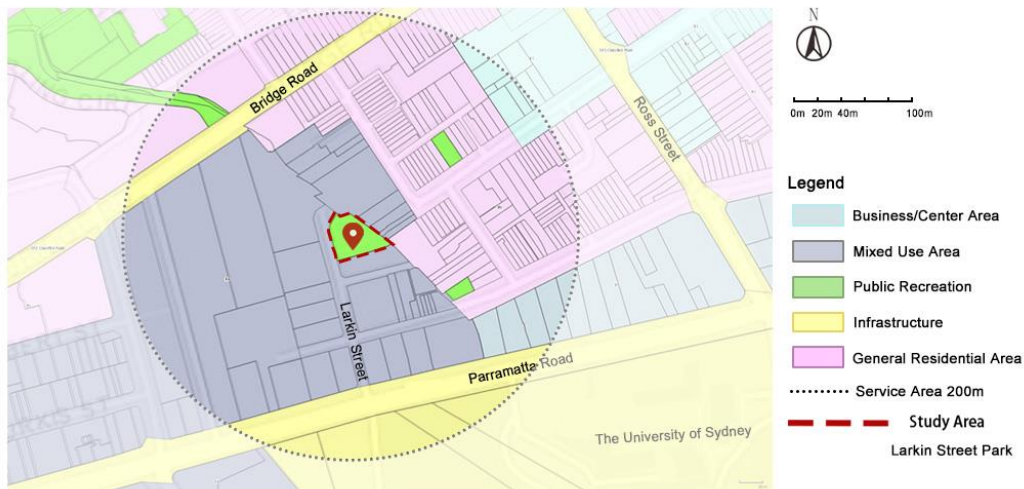 Bridge Road
Ross Street
Larkin Street
Parramatta Road
The University of Sydney
N
0m 20m 40m 100m
Legend
Business/Center Area
Mixed Use Area
Public Recreation
Infrastructure
General Residential Area
Service Area 200m
Study Area
Larkin Street Park